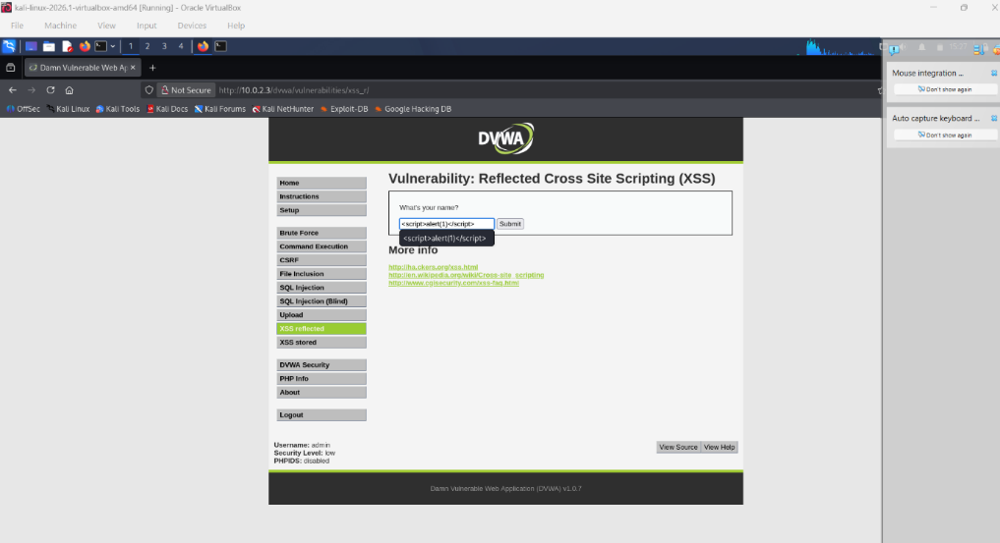 kali-linux-2026.1-virtualbox-amd64 [Running] - Oracle VirtualBox
File Machine View Input Devices Help
1 2 3 4
15:27
Damn Vulnerable Web Ap
Not Secure http://10.0.2.3/dvwa/vulnerabilities/xss_r/
OffSec Kali Linux Kali Tools Kali Docs Kali Forums Kali NetHunter Exploit-DB Google Hacking DB
Mouse integration ...
Don't show again
Auto capture keyboard ...
Don't show again
DVWA
Home
Instructions
Setup
Brute Force
Command Execution
CSRF
File Inclusion
SQL Injection
SQL Injection (Blind)
Upload
XSS reflected
XSS stored
DVWA Security
PHP Info
About
Logout
Vulnerability: Reflected Cross Site Scripting (XSS)
What's your name?
<script>alert(1)</script> Submit
<script>alert(1)</script>
More info
http://ha.ckers.org/xss.html
http://en.wikipedia.org/wiki/Cross-site_scripting
http://www.cgisecurity.com/xss-faq.html
Username: admin
Security Level: low
PHPIDS: disabled
View Source View Help
Damn Vulnerable Web Application (DVWA) v1.0.7